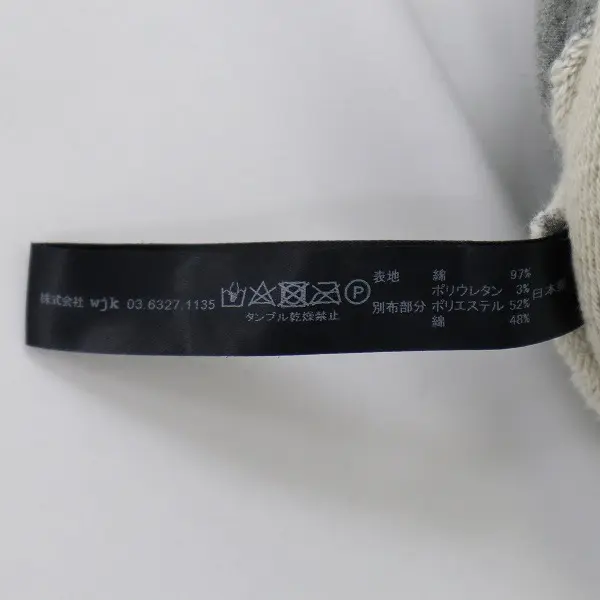 株式会社 wjk 03.6327.1135
タンブル乾燥禁止
表地 綿 97%
ポリウレタン 3%
別布部分 ポリエステル 52%
綿 48%
日本